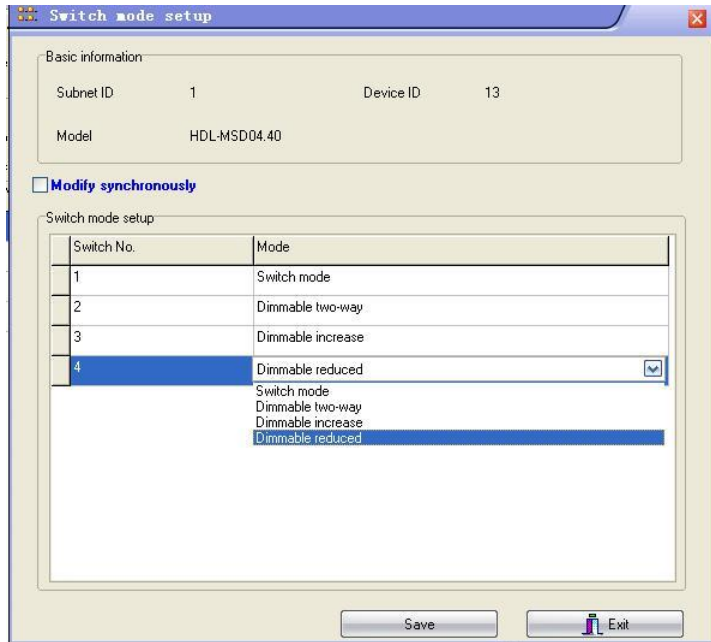 Switch mode setup
Basic information
Subnet ID 1 Device ID 13
Model HDL-MSD04.40
Modify synchronously
Switch mode setup
Switch No. Mode
1 Switch mode
2 Dimmable two-way
3 Dimmable increase
4 Dimmable reduced
Switch mode
Dimmable two-way
Dimmable increase
Dimmable reduced
Save Exit